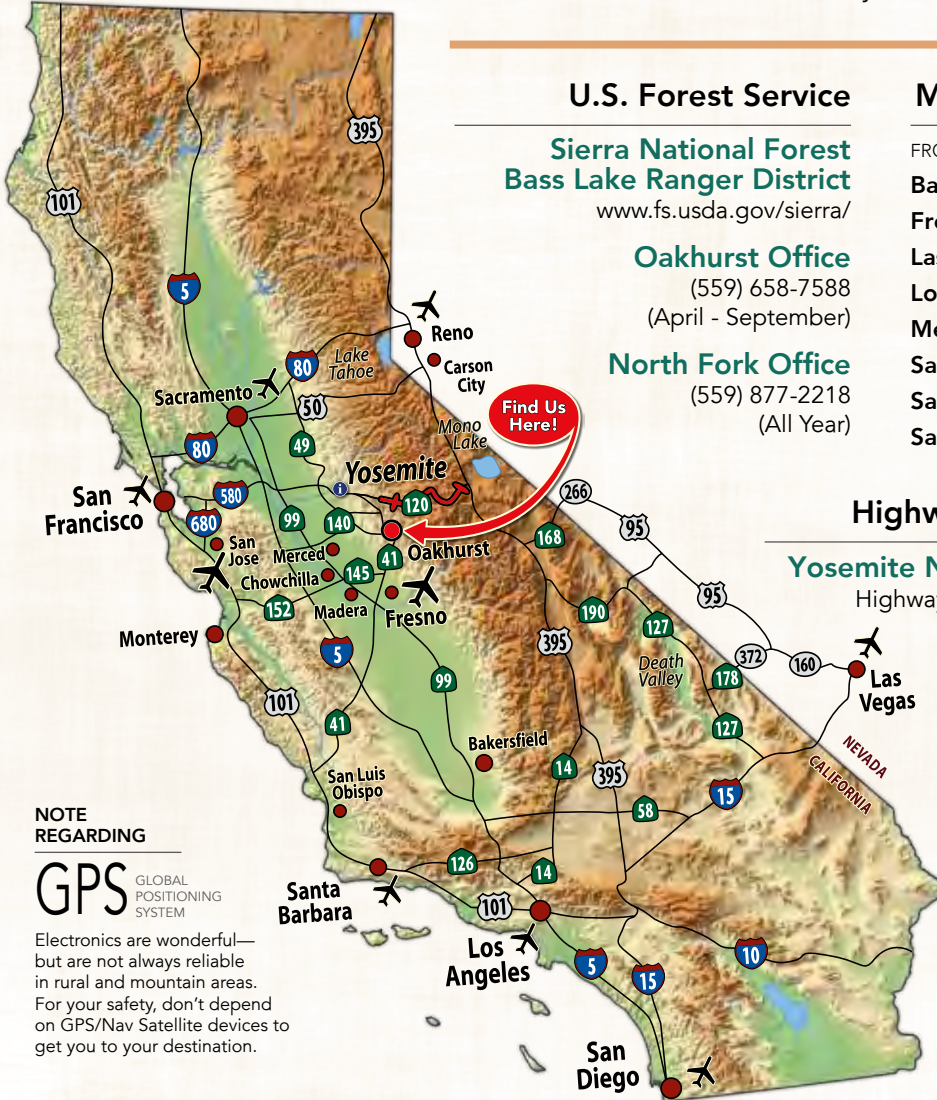 U.S. Forest Service
Sierra National Forest
Bass Lake Ranger District
www.fs.usda.gov/sierra/
Oakhurst Office
(559) 658-7588
(April - September)
North Fork Office
(559) 877-2218
(All Year)
M
FRO
Ba
Fre
Las
Lo
Me
Sa
Sa
Sa
Highw
Yosemite N
Highway
395
101
5
Reno
80
Lake
Tahoe
Carson
City
Sacramento
50
Find Us
Here!
Mono
Lake
49
80
Yosemite
i
San
Francisco
580
120
266
680
99
140
95
168
San
Jose
Merced
41
Oakhurst
Chowchilla
145
152
Madera
Fresno
190
95
127
Monterey
5
395
Death
Valley
372
160
178
Las
Vegas
99
101
41
127
Bakersfield
NEVADA
CALIFORNIA
14
395
San Luis
Obispo
15
58
126
14
Santa
Barbara
101
Los
Angeles
5
15
10
San
Diego
NOTE
REGARDING
GPS
GLOBAL
POSITIONING
SYSTEM
Electronics are wonderful—
but are not always reliable
in rural and mountain areas.
For your safety, don't depend
on GPS/Nav Satellite devices to
get you to your destination.